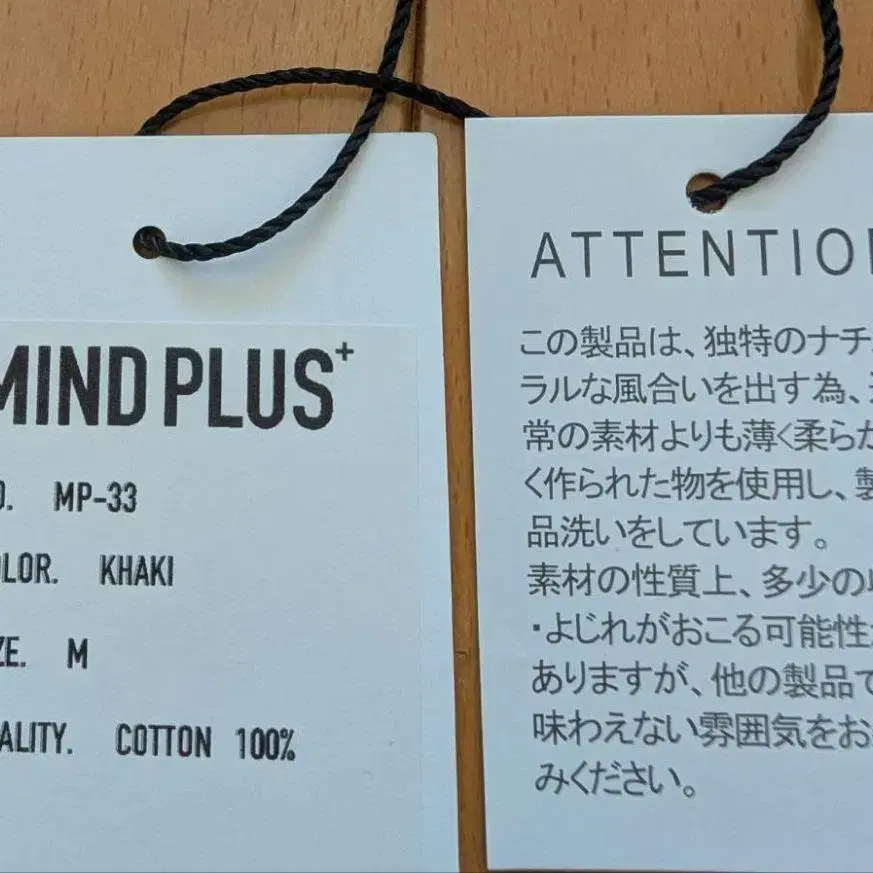 MIND PLUS+
O. MP-33
OLOR. KHAKI
ZE. M
ALITY. COTTON 100%
ATTENTIO
この製品は、独特のナチ
ラルな風合いを出す為、
常の素材よりも薄く柔らか
く作られた物を使用し、製
品洗いをしています。
素材の性質上、多少の
・よじれがおこる可能性
ありますが、他の製品で
味わえない雰囲気をお
みください。